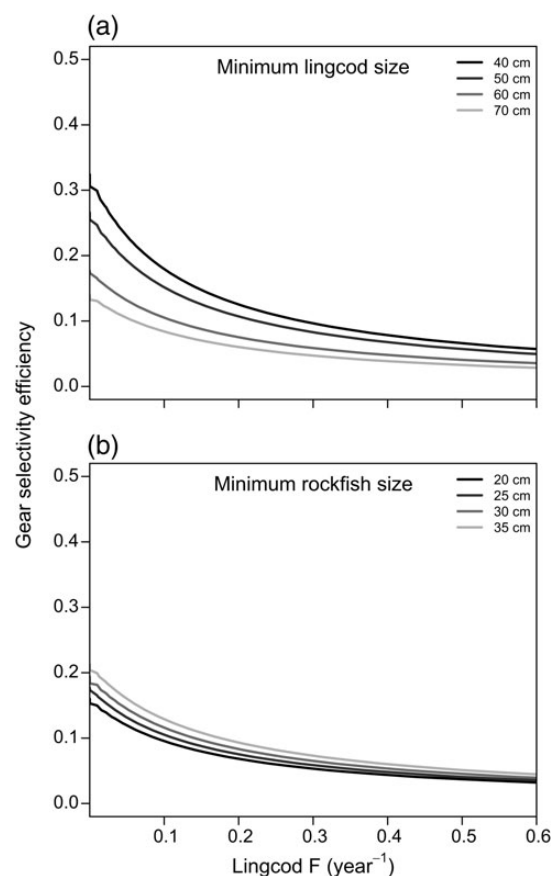 (a)
Minimum lingcod size
40 cm
50 cm
60 cm
70 cm
0.5
0.4
0.3
0.2
0.1
0.0
Gear selectivity efficiency
(b)
Minimum rockfish size
20 cm
25 cm
30 cm
35 cm
0.5
0.4
0.3
0.2
0.1
0.0
0.1 0.2 0.3 0.4 0.5 0.6
Lingcod F (year⁻¹)